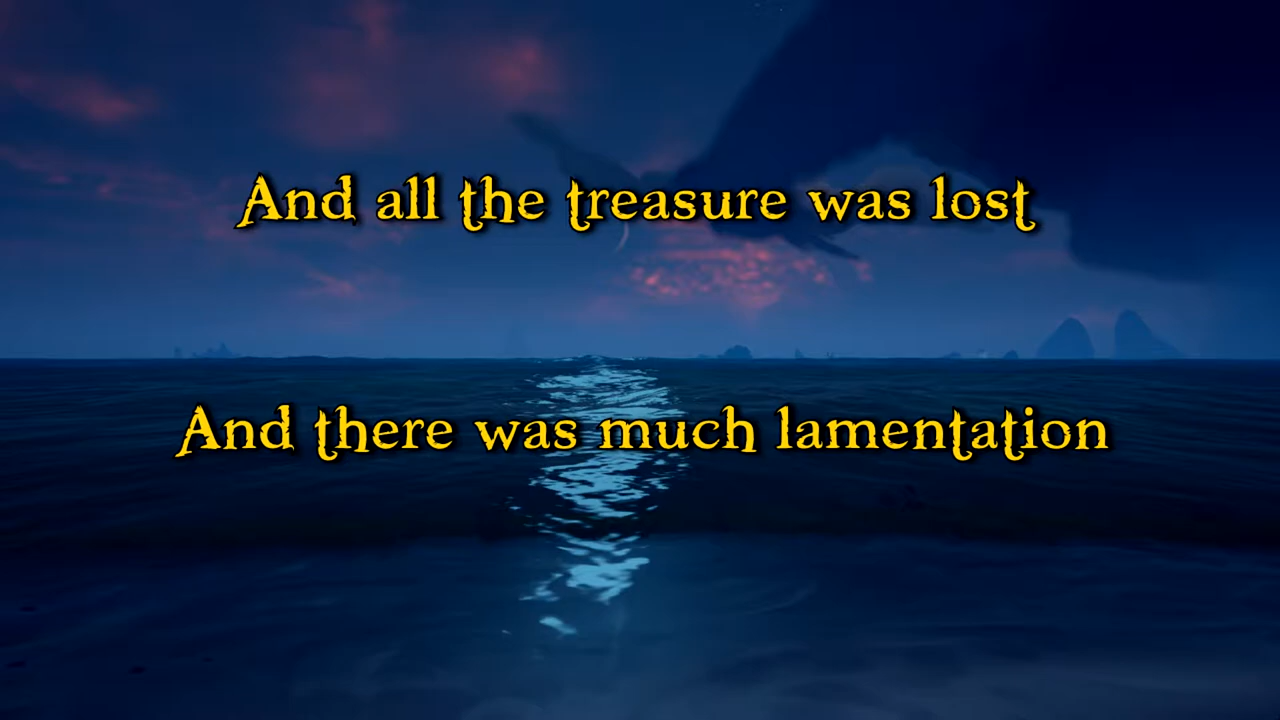 And all the treasure was lost
And there was much lamentation